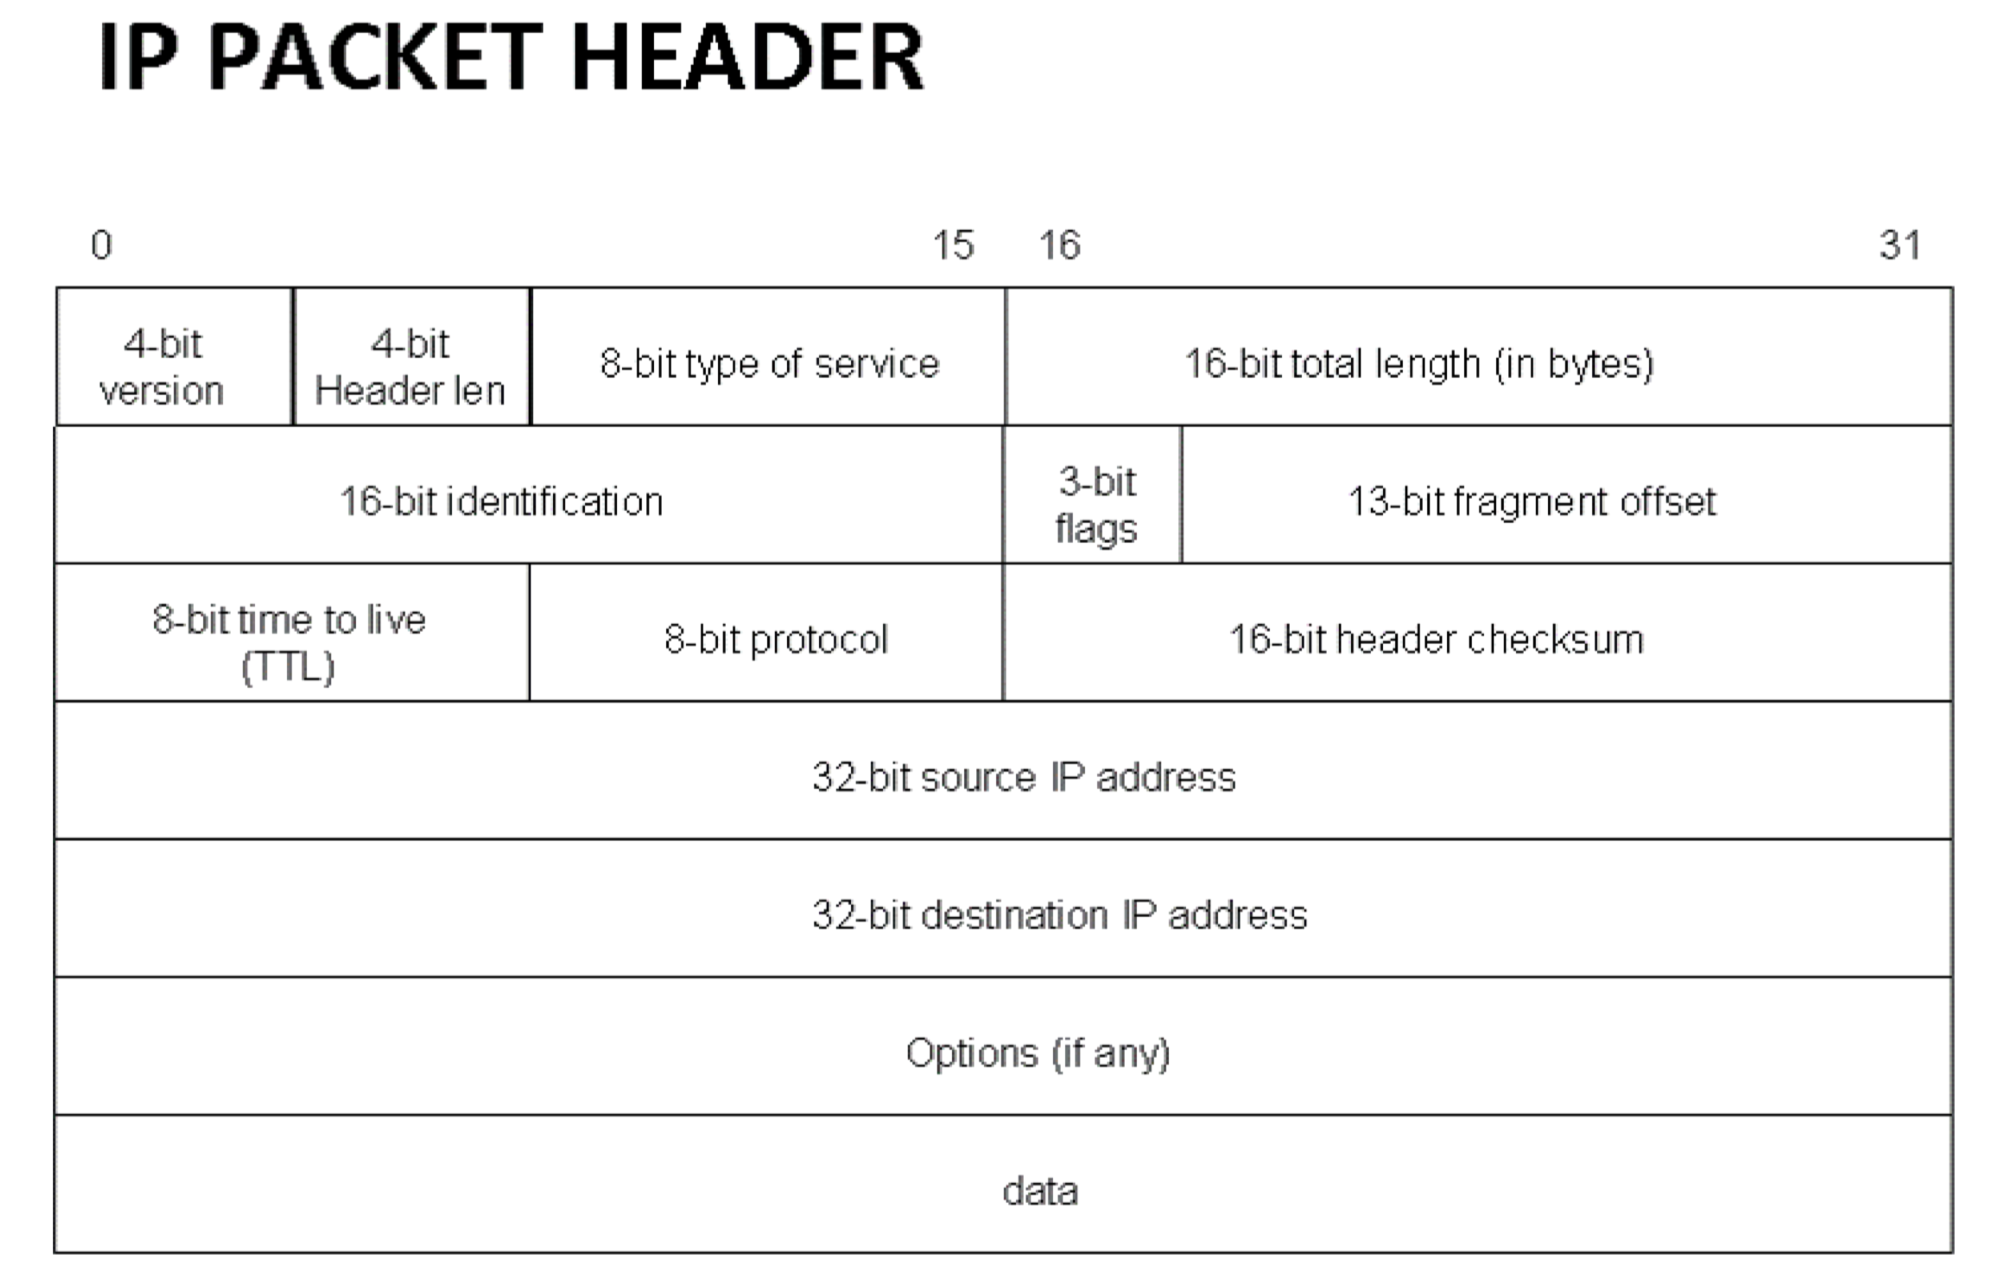 IP PACKET HEADER
0 15 16 31
4-bit
version
4-bit
Header len
8-bit type of service
16-bit total length (in bytes)
16-bit identification
3-bit
flags
13-bit fragment offset
8-bit time to live
(TTL)
8-bit protocol
16-bit header checksum
32-bit source IP address
32-bit destination IP address
Options (if any)
data